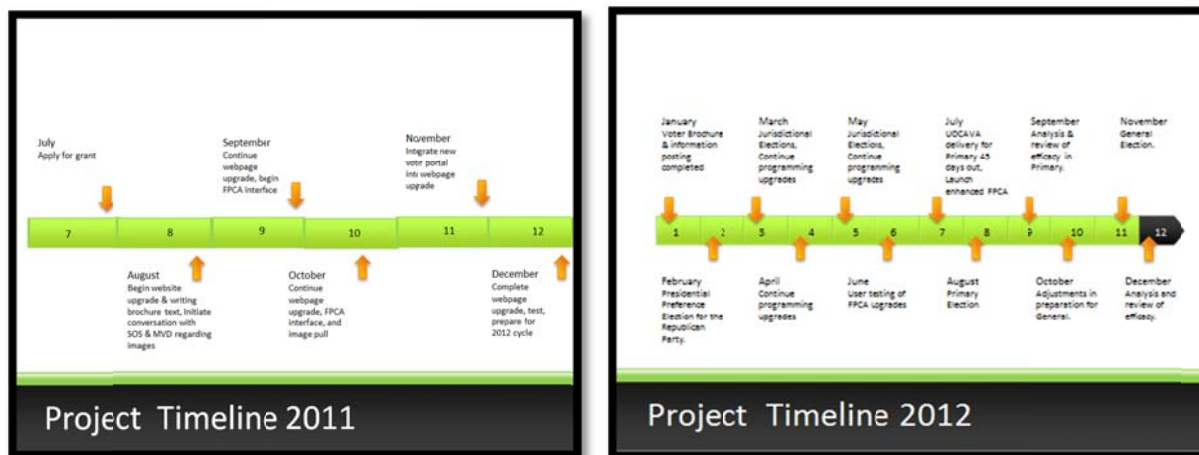 July
Apply for grant
September
Continue
webpage
upgrade, begin
FPCA interface
November
Integrate new
voter portal
into webpage
upgrade
7 8 9 10 11 12
August
Begin website
upgrade & writing
brochure text, Initiate
conversation with
SOS & MVD regarding
images
October
Continue
webpage
upgrade, FPCA
interface, and
image pull
December
Complete
webpage
upgrade, test,
prepare for
2012 cycle
Project Timeline 2011
January
Voter Brochure
& information
posting
completed
March
Jurisdictional
Elections,
Continue
programming
upgrades
May
Jurisdictional
Elections,
Continue
programming
upgrades
July
UOCAVA
delivery for
Primary 45
days out,
Launch
enhanced FPCA
September
Analysis &
review of
efficacy in
Primary.
November
General
Election.
1 2 3 4 5 6 7 8 9 10 11 12
February
Presidential
Preference
Election for the
Republican
Party.
April
Continue
programming
upgrades
June
User testing of
FPCA upgrades
August
Primary
Election
October
Adjustments in
preparation for
General.
December
Analysis and
review of
efficacy.
Project Timeline 2012